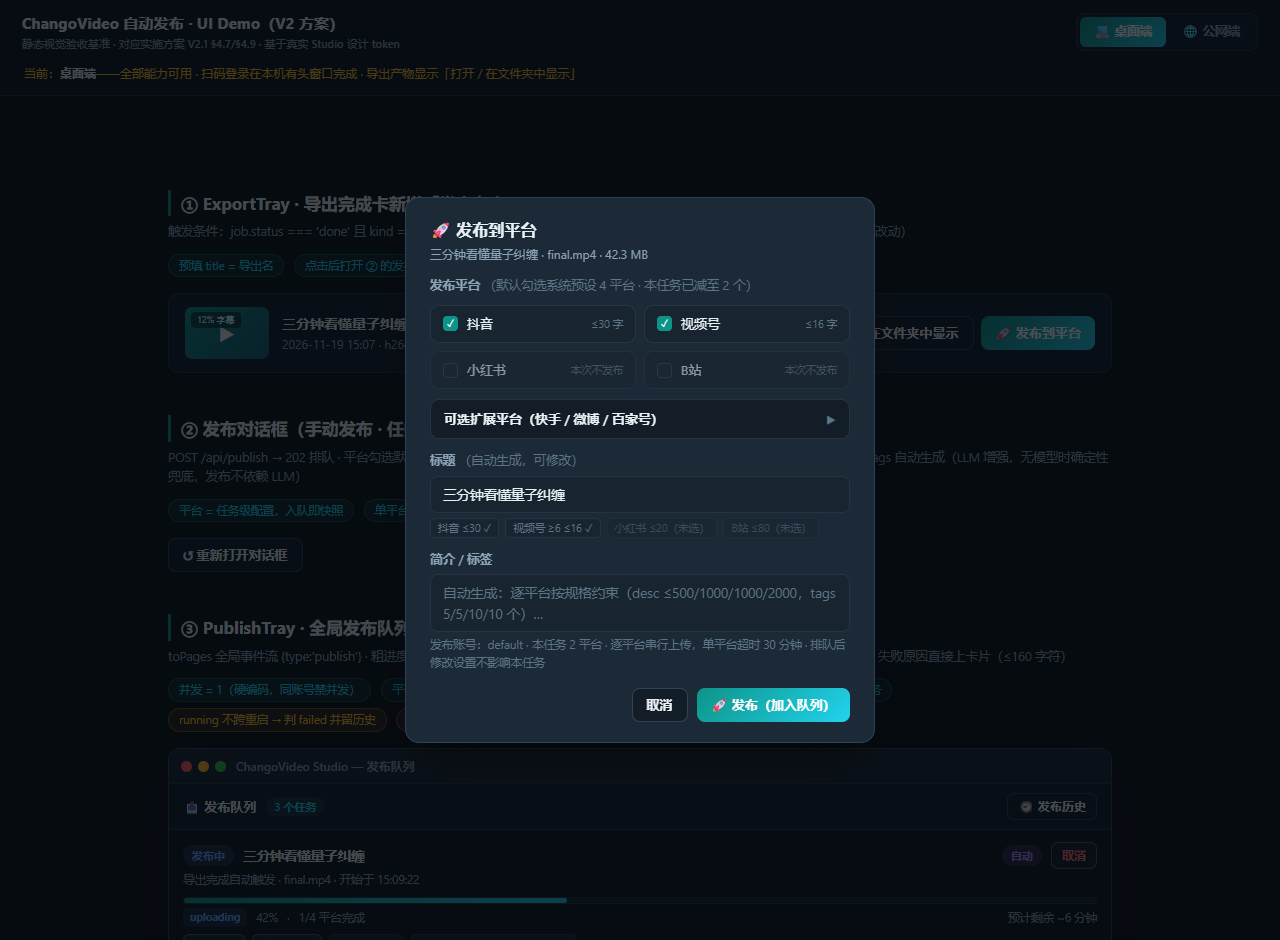 ChangoVideo 自动发布 · UI Demo（V2 方案）
静态视觉验收基准 · 对应实施方案 V2.1 §4.7/§4.9 · 基于真实 Studio 设计 token
当前：桌面端——全部能力可用 · 扫码登录在本机有头窗口完成 · 导出产物显示「打开 / 在文件夹中显示」
桌面端
公网端
① ExportTray · 导出完成卡新
触发条件：job.status === 'done' 且 kind =
改动)
预填 title = 导出名
点击后打开 ② 的发
12% 字幕
三分钟看懂量子纠缠
2026-11-19 15:07 · h26
在文件夹中显示
🚀 发布到平台
② 发布对话框（手动发布 · 任
POST /api/publish → 202 排队 · 平台勾选默
ags 自动生成（LLM 增强，无模型时确定性
兜底，发布不依赖 LLM）
平台 = 任务级配置，入队即快照
单平台
↺ 重新打开对话框
③ PublishTray · 全局发布队列
toPages 全局事件流 {type:'publish'} · 粗进度
失败原因直接上卡片（≤160 字符）
并发 = 1（硬编码，同账号禁并发）
平
务
running 不跨重启 → 判 failed 并留历史
ChangoVideo Studio — 发布队列
发布队列
3 个任务
发布历史
发布中
三分钟看懂量子纠缠
自动
取消
导出完成自动触发 · final.mp4 · 开始于 15:09:22
uploading
42% · 1/4 平台完成
预计剩余 ~6 分钟
🚀 发布到平台
三分钟看懂量子纠缠 · final.mp4 · 42.3 MB
发布平台 （默认勾选系统预设 4 平台 · 本任务已减至 2 个）
抖音 ≤30 字
视频号 ≤16 字
小红书 本次不发布
B站 本次不发布
可选扩展平台（快手 / 微博 / 百家号） ▶
标题 （自动生成，可修改）
三分钟看懂量子纠缠
抖音 ≤30 ✓
视频号 ≥6 ≤16 ✓
小红书 ≤20（未选）
B站 ≤80（未选）
简介 / 标签
自动生成：逐平台按规格约束（desc ≤500/1000/1000/2000，tags
5/5/10/10 个）…
发布账号：default · 本任务 2 平台 · 逐平台串行上传，单平台超时 30 分钟 · 排队后
修改设置不影响本任务
取消
🚀 发布（加入队列）